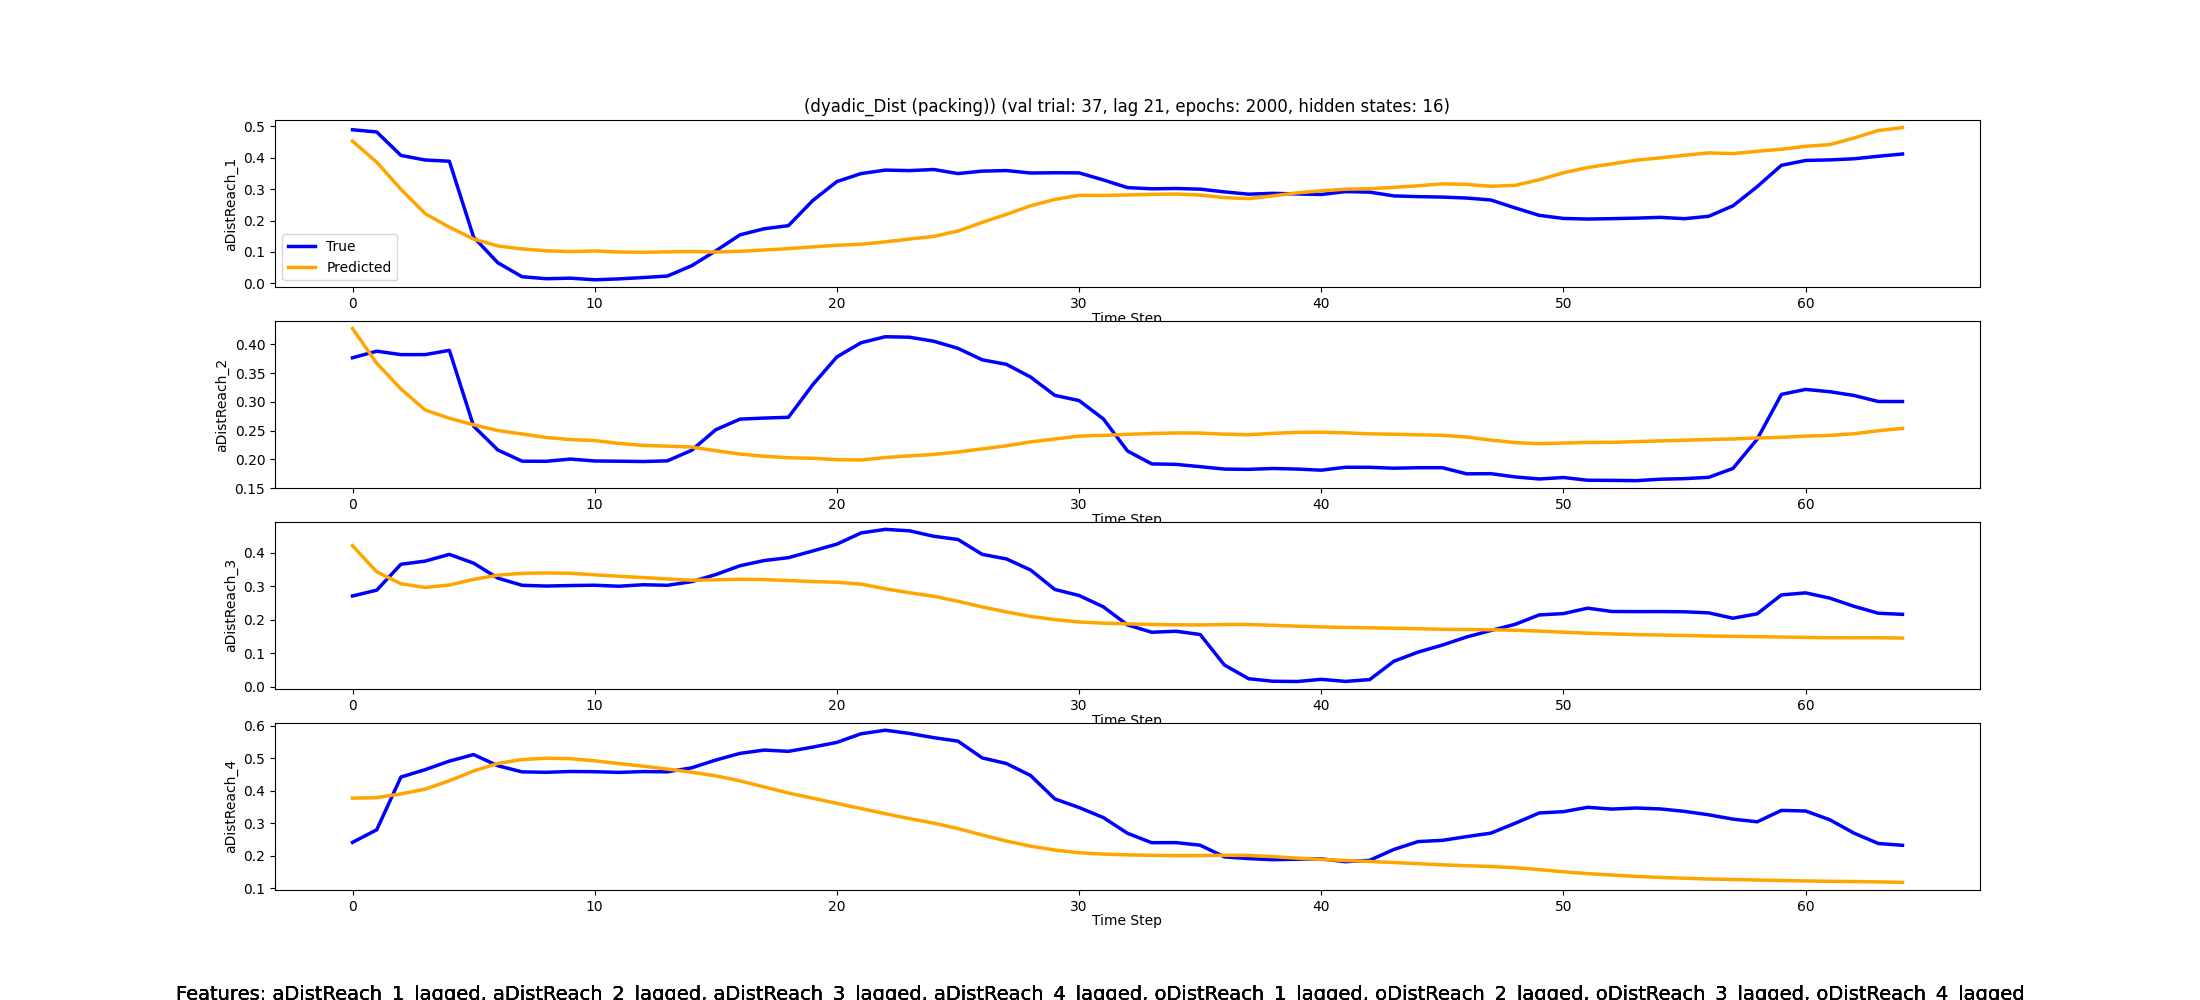 (dyadic_Dist (packing)) (val trial: 37, lag 21, epochs: 2000, hidden states: 16)
aDistReach_1
0.5
0.4
0.3
0.2
0.1
0.0
True
Predicted
0 10 20 30 40 50 60
Time Step
aDistReach_2
0.40
0.35
0.30
0.25
0.20
0.15
0 10 20 30 40 50 60
Time Step
aDistReach_3
0.4
0.3
0.2
0.1
0.0
0 10 20 30 40 50 60
Time Step
aDistReach_4
0.6
0.5
0.4
0.3
0.2
0.1
0 10 20 30 40 50 60
Time Step
Features: aDistReach_1_lagged, aDistReach_2_lagged, aDistReach_3_lagged, aDistReach_4_lagged, oDistReach_1_lagged, oDistReach_2_lagged, oDistReach_3_lagged, oDistReach_4_lagged